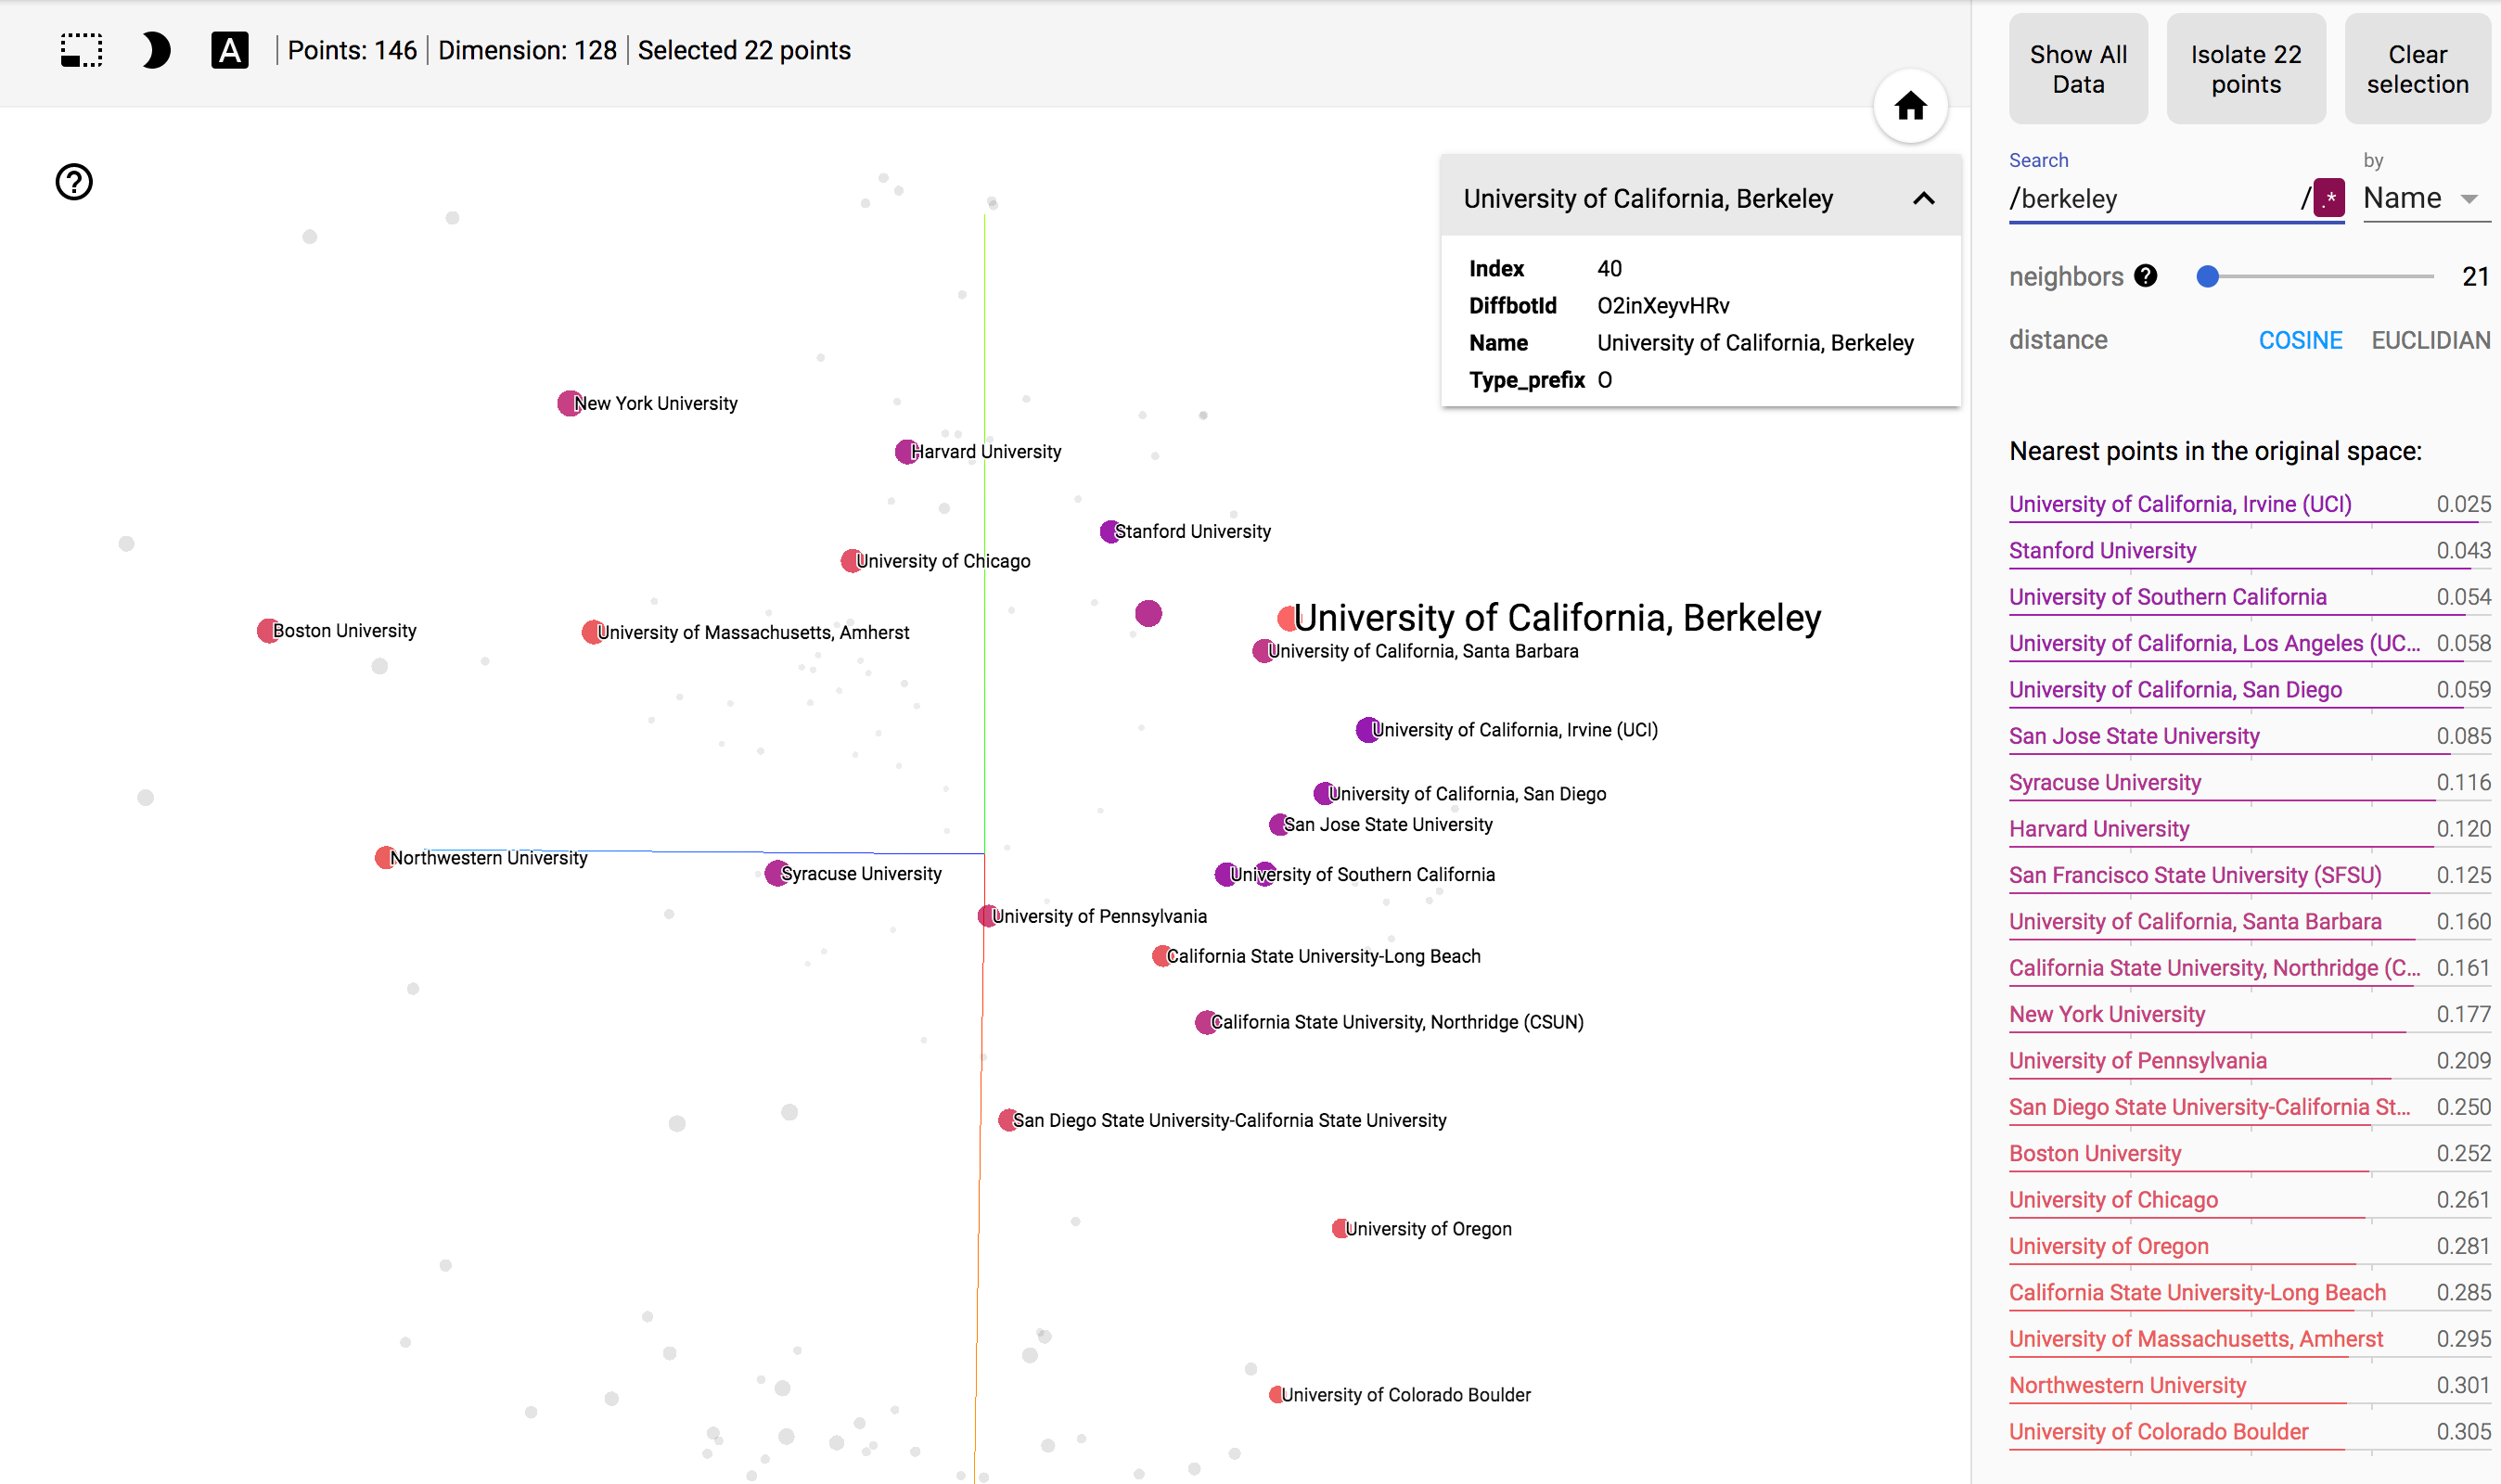 A
Points: 146 | Dimension: 128 | Selected 22 points
Show All Data
Isolate 22 points
Clear selection
Search
/berkeley
/ .*
by
Name
neighbors ? 21
distance COSINE EUCLIDIAN
Nearest points in the original space:
University of California, Irvine (UCI) 0.025
Stanford University 0.043
University of Southern California 0.054
University of California, Los Angeles (UC... 0.058
University of California, San Diego 0.059
San Jose State University 0.085
Syracuse University 0.116
Harvard University 0.120
San Francisco State University (SFSU) 0.125
University of California, Santa Barbara 0.160
California State University, Northridge (C... 0.161
New York University 0.177
University of Pennsylvania 0.209
San Diego State University-California St... 0.250
Boston University 0.252
University of Chicago 0.261
University of Oregon 0.281
California State University-Long Beach 0.285
University of Massachusetts, Amherst 0.295
Northwestern University 0.301
University of Colorado Boulder 0.305
?
University of California, Berkeley
Index 40
DiffbotId O2inXeyvHRv
Name University of California, Berkeley
Type_prefix O
New York University
Harvard University
Stanford University
University of Chicago
University of California, Berkeley
Boston University
University of Massachusetts, Amherst
University of California, Santa Barbara
University of California, Irvine (UCI)
University of California, San Diego
San Jose State University
Northwestern University
Syracuse University
University of Southern California
University of Pennsylvania
California State University-Long Beach
California State University, Northridge (CSUN)
San Diego State University-California State University
University of Oregon
University of Colorado Boulder